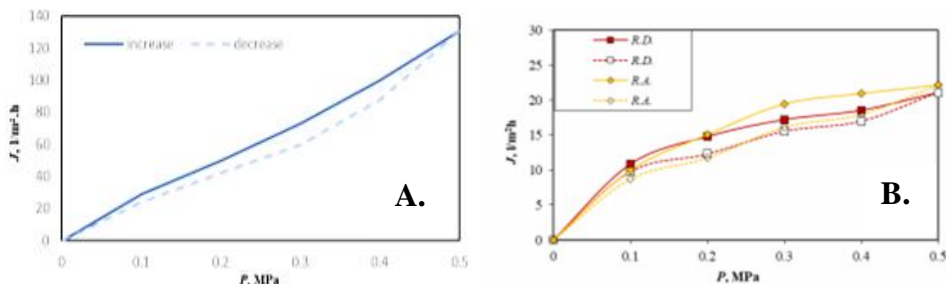 140
120
100
80
60
40
20
0
increase
decrease
J, l/m².h
0
0.1
0.2
0.3
0.4
0.5
P, MPa
A.
30
25
20
15
10
5
0
R.D.
R.D.
R.A.
R.A.
J, l/m²h
0
0.1
0.2
0.3
0.4
0.5
P, MPa
B.